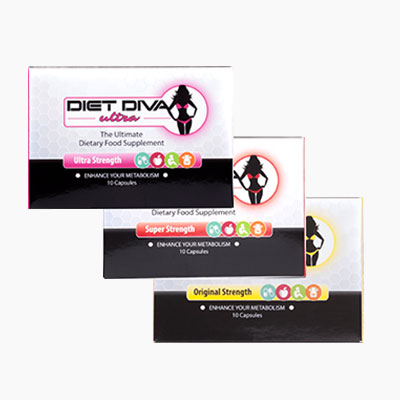 DIET DIVA
ultra
The Ultimate
Dietary Food Supplement
Ultra Strength
ENHANCE YOUR METABOLISM
10 Capsules
Dietary Food Supplement
Super Strength
ENHANCE YOUR METABOLISM
10 Capsules
Original Strength
ENHANCE YOUR METABOLISM
10 Capsules